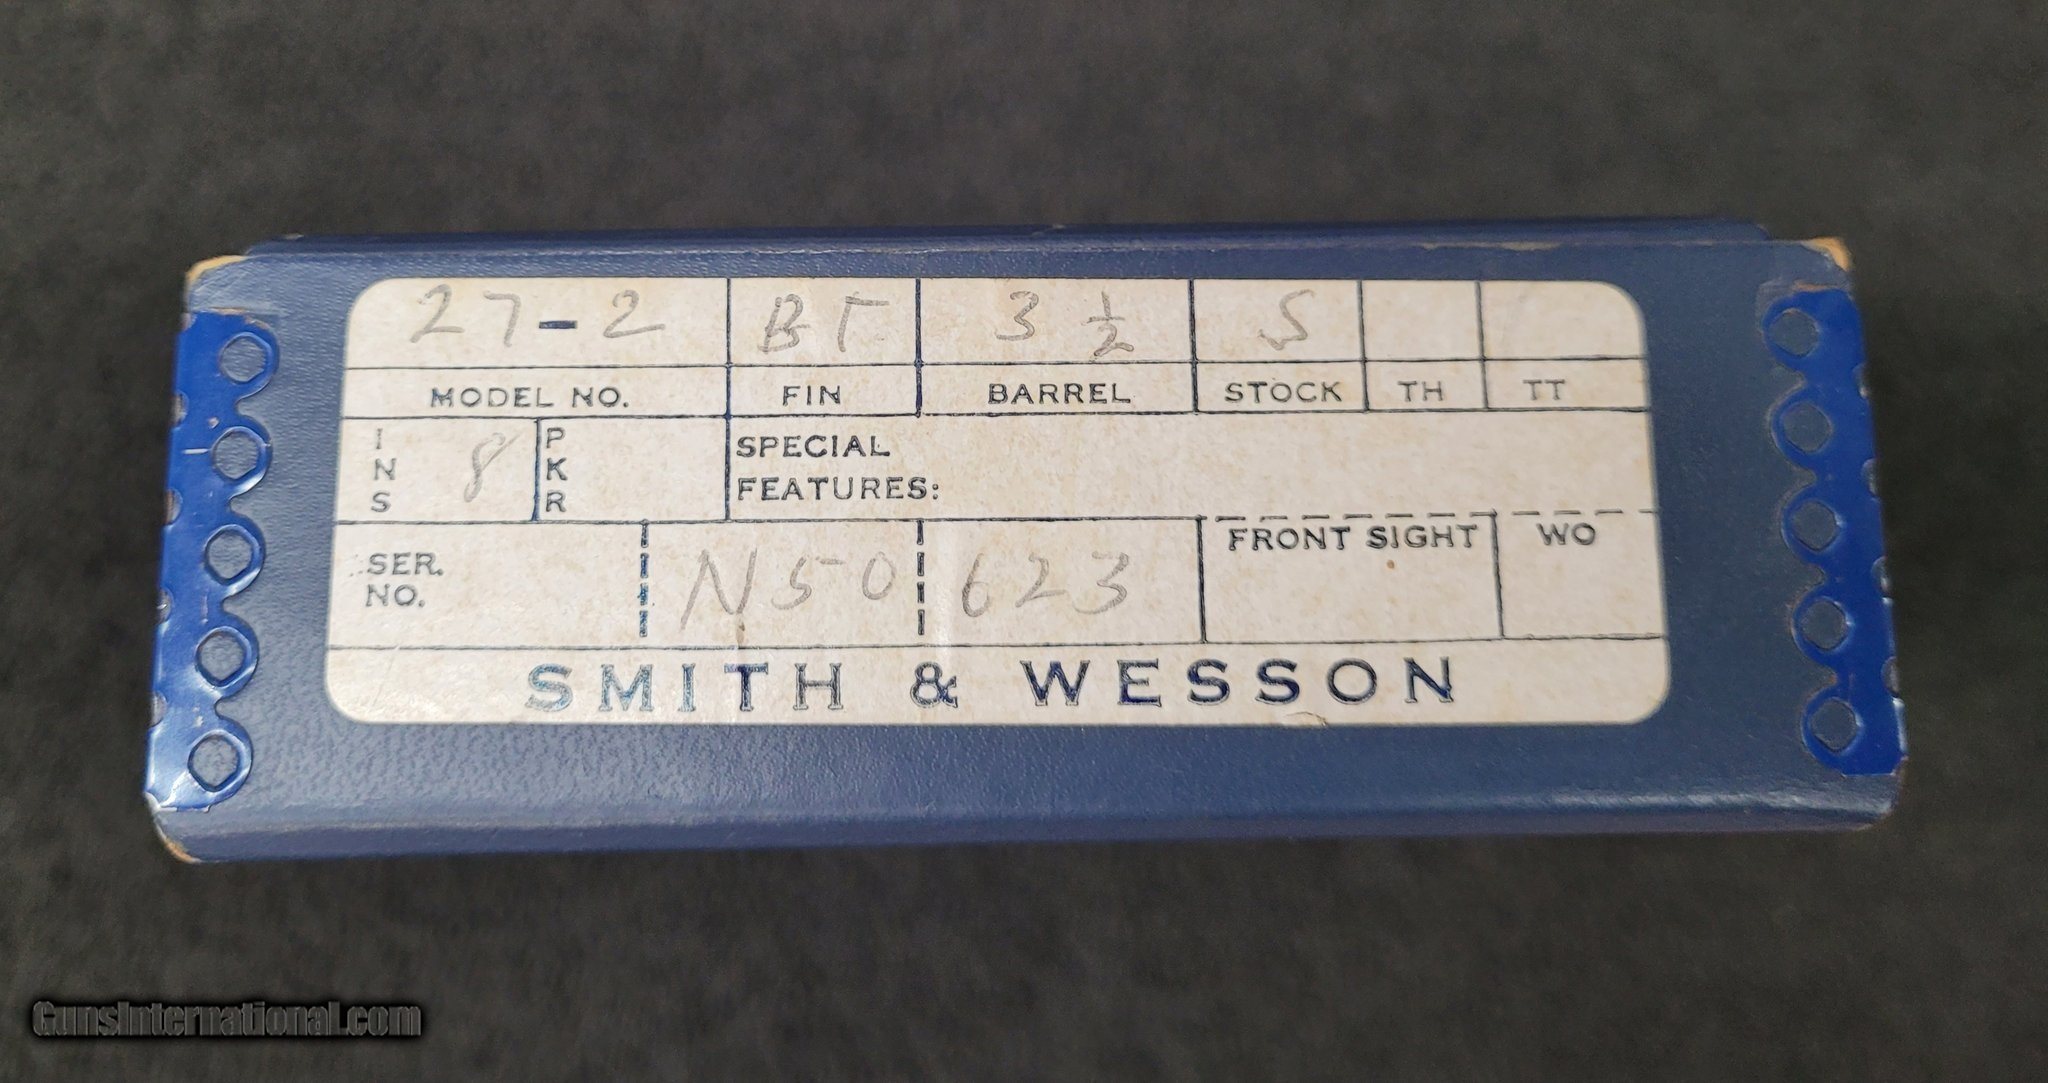 27-2 BT 3 1/2 S
MODEL NO. FIN BARREL STOCK TH TT
INS 8 PKR SPECIAL FEATURES:
SER. NO. N50 623 FRONT SIGHT WO
SMITH & WESSON
GunsInternational.com